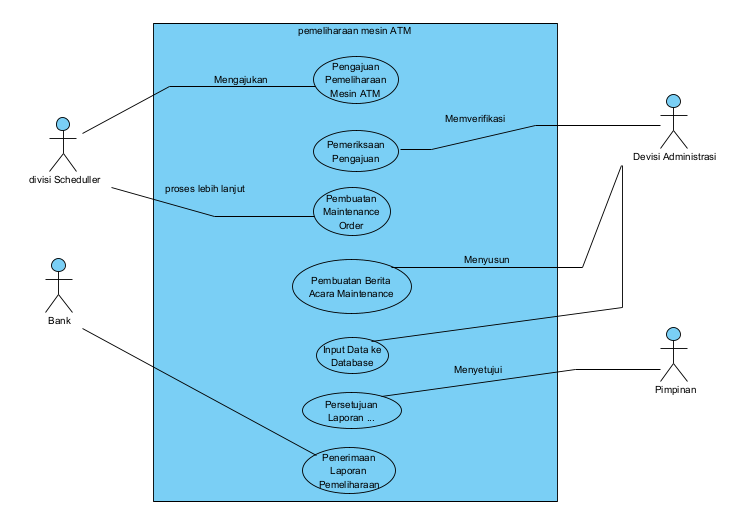 pemeliharaan mesin ATM
Pengajuan
Pemeliharaan
Mesin ATM
Mengajukan
Memverifikasi
Pemeriksaan
Pengajuan
divisi Scheduller
Devisi Administrasi
proses lebih lanjut
Pembuatan
Maintenance
Order
Menyusun
Pembuatan Berita
Acara Maintenance
Bank
Input Data ke
Database
Menyetujui
Pimpinan
Persetujuan
Laporan ...
Penerimaan
Laporan
Pemeliharaan